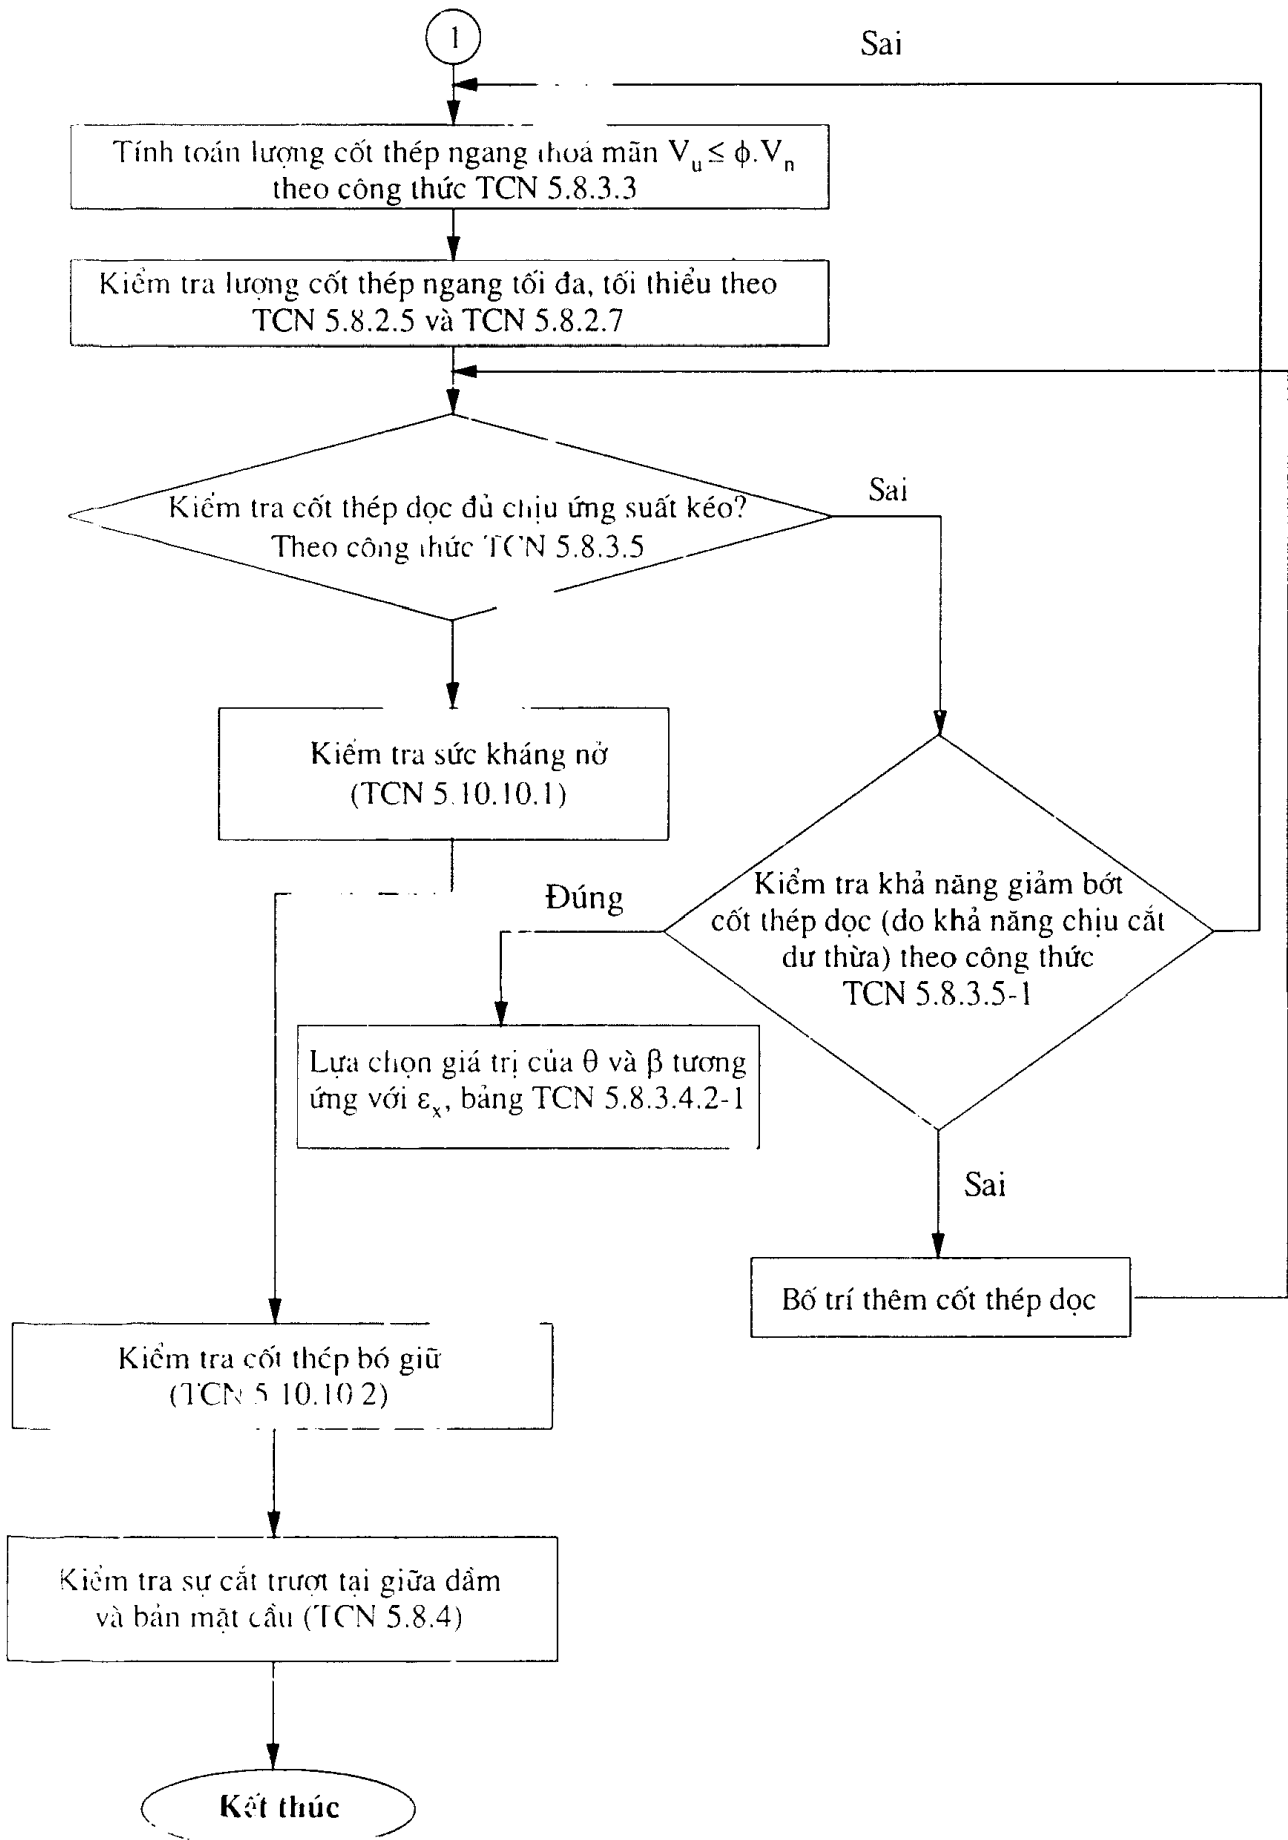 1
Sai
Tính toán lượng cốt thép ngang thoả mãn V_u ≤ ϕ.V_n
theo công thức TCN 5.8.3.3
Kiểm tra lượng cốt thép ngang tối đa, tối thiểu theo
TCN 5.8.2.5 và TCN 5.8.2.7
Kiểm tra cốt thép dọc đủ chịu ứng suất kéo?
Theo công thức TCN 5.8.3.5
Sai
Kiểm tra sức kháng nở
(TCN 5.10.10.1)
Kiểm tra khả năng giảm bớt
cốt thép dọc (do khả năng chịu cắt
dư thừa) theo công thức
TCN 5.8.3.5-1
Đúng
Lựa chọn giá trị của θ và β tương
ứng với ε_x, bảng TCN 5.8.3.4.2-1
Sai
Bố trí thêm cốt thép dọc
Kiểm tra cốt thép bó giữ
(TCN 5.10.10.2)
Kiểm tra sự cắt trượt tại giữa dầm
và bản mặt cầu (TCN 5.8.4)
Kết thúc